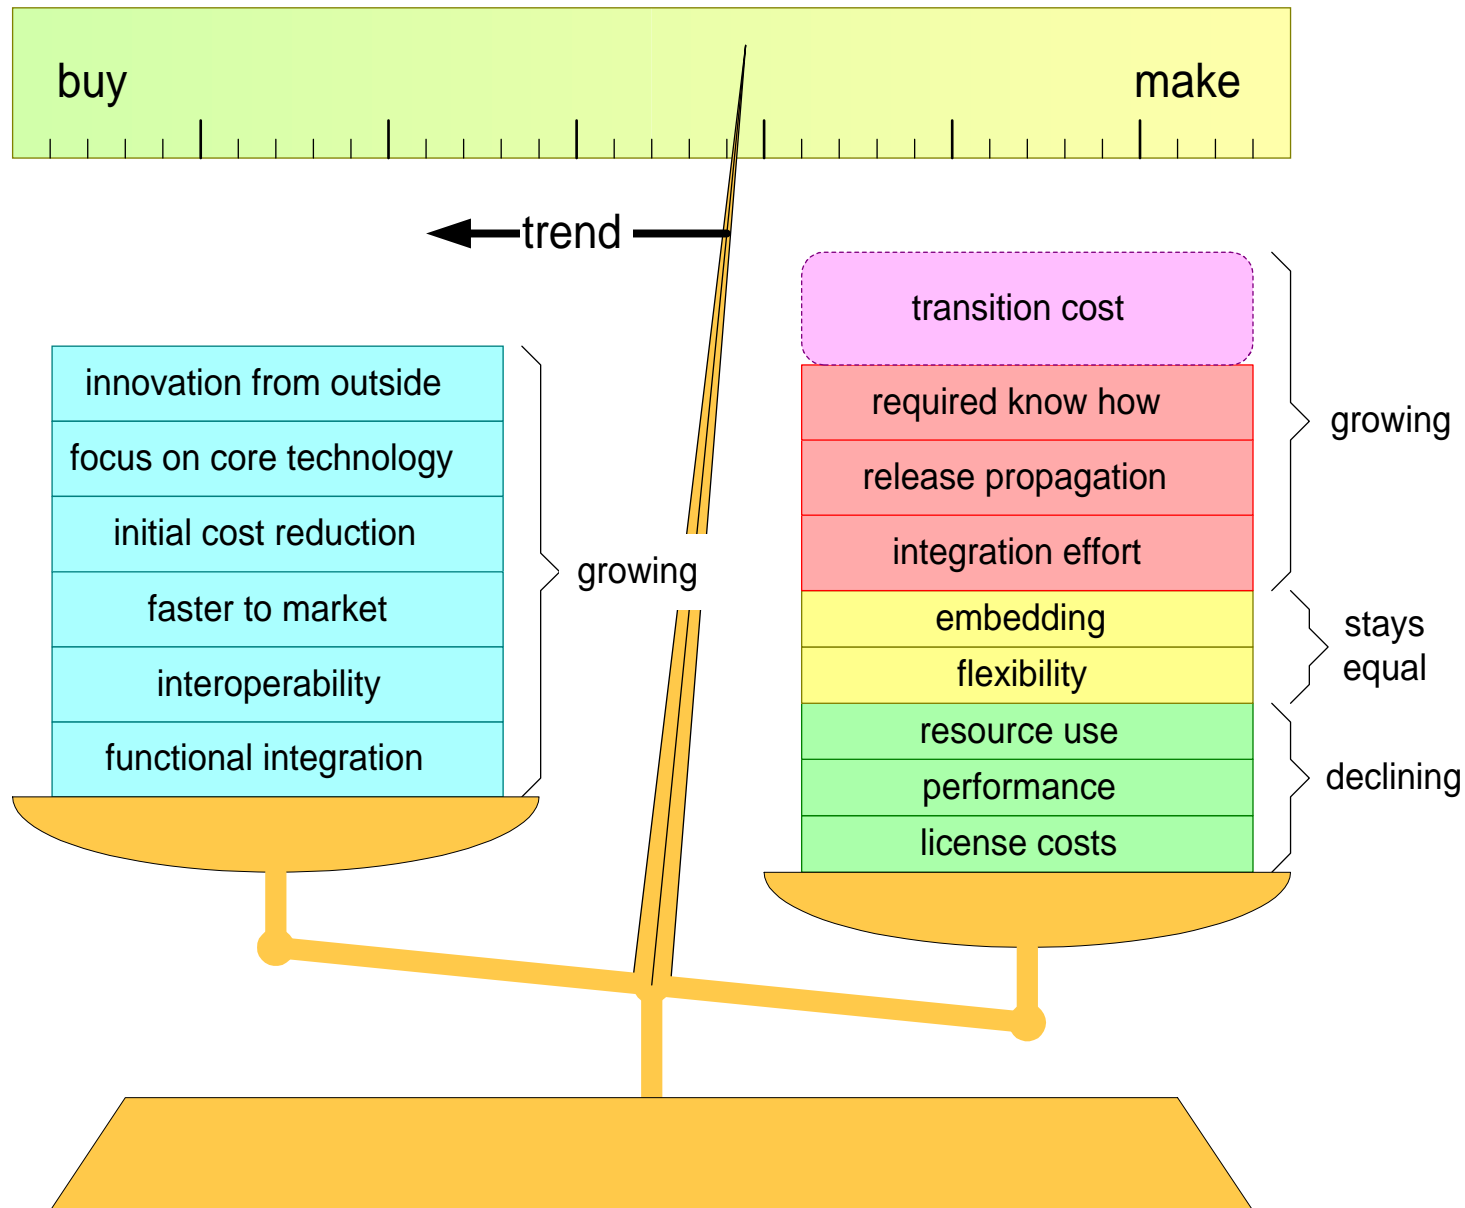 buy
make
trend
innovation from outside
focus on core technology
initial cost reduction
faster to market
interoperability
functional integration
growing
transition cost
required know how
release propagation
integration effort
embedding
flexibility
resource use
performance
license costs
growing
stays
equal
declining